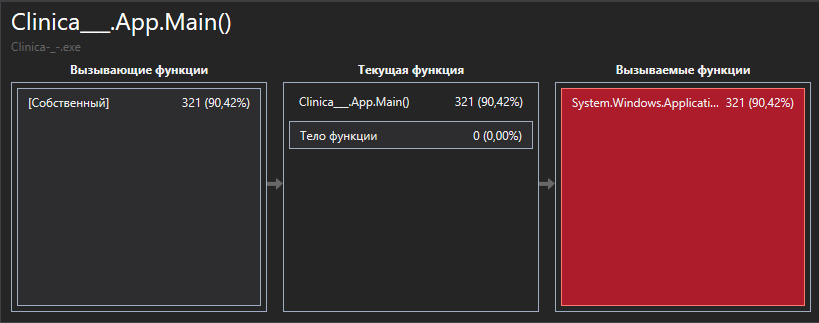 Clinica___.App.Main()
Clinica-_-.exe
Вызывающие функции
Текущая функция
Вызываемые функции
[Собственный] 321 (90,42%)
Clinica___.App.Main() 321 (90,42%)
System.Windows.Applicati... 321 (90,42%)
Тело функции 0 (0,00%)